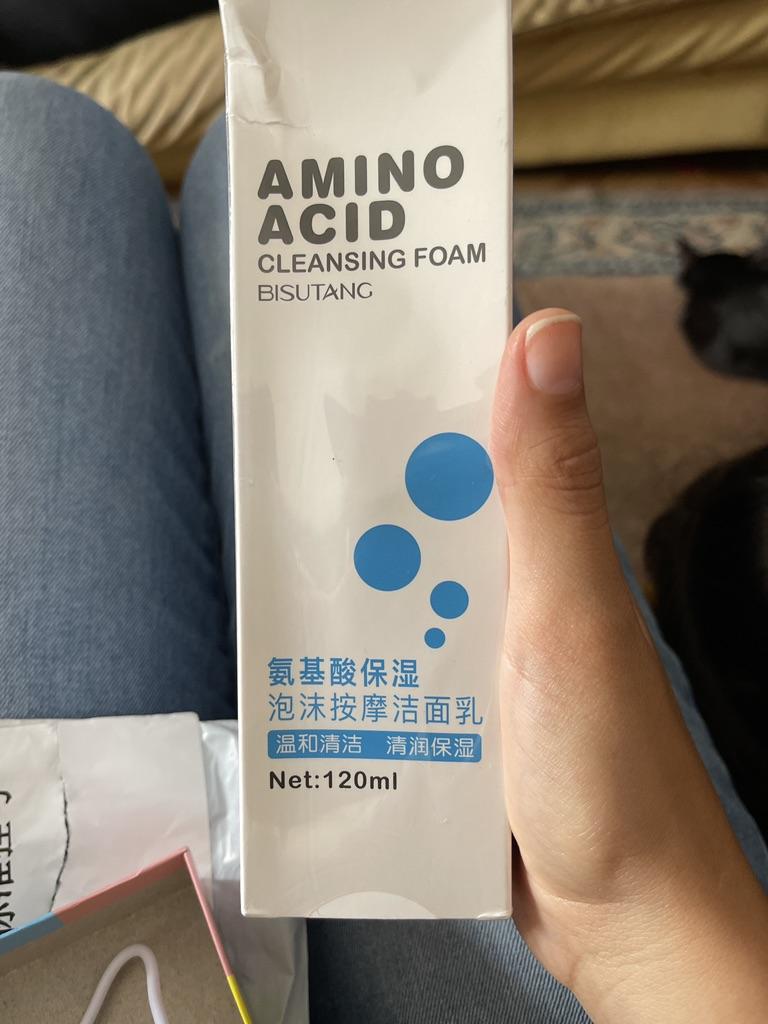 AMINO
ACID
CLEANSING FOAM
BISUTANG
氨基酸保湿
泡沫按摩洁面乳
温和清洁 清润保湿
Net:120ml